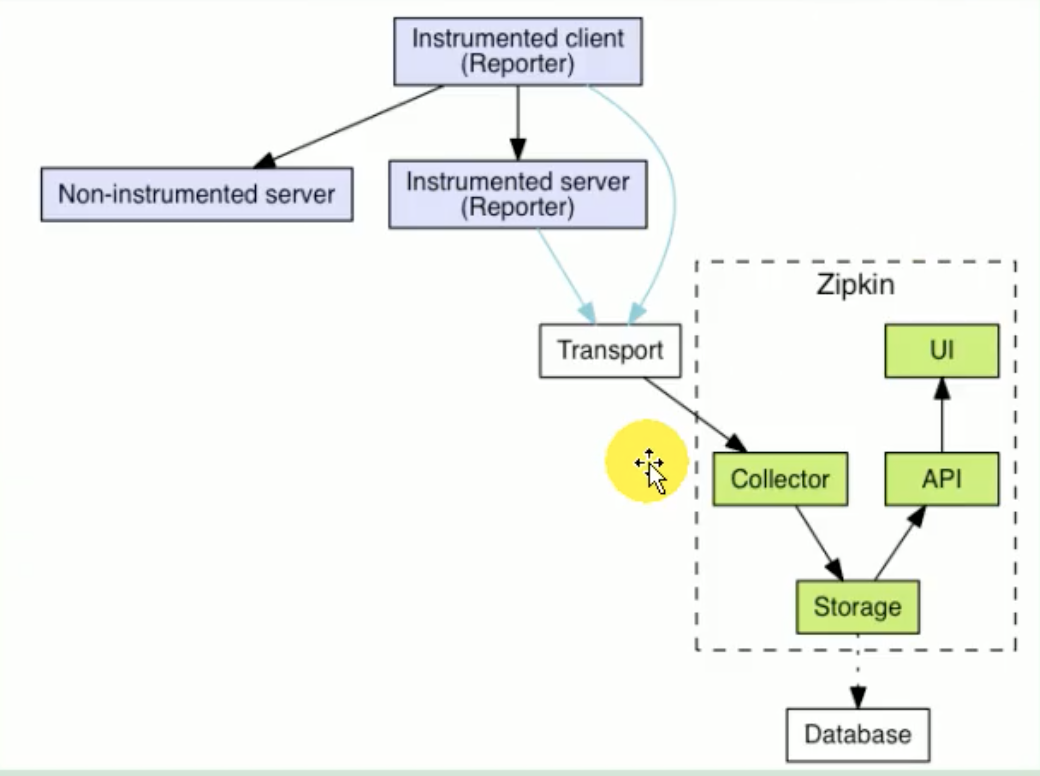 Instrumented client
(Reporter)
Non-instrumented server
Instrumented server
(Reporter)
Zipkin
Transport
UI
Collector
API
Storage
Database